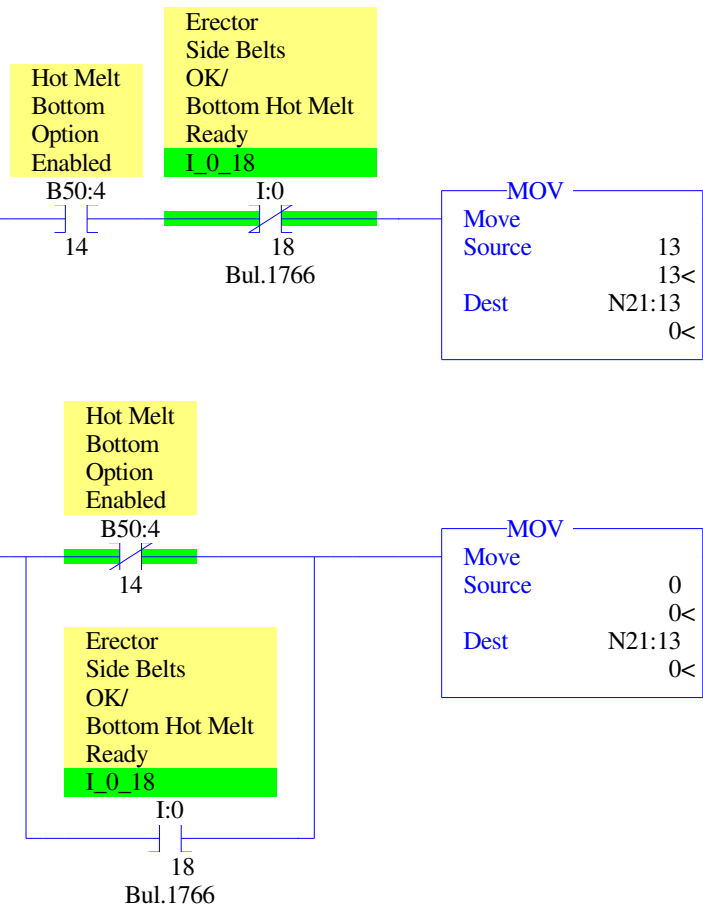 Erector
Side Belts
OK/
Bottom Hot Melt
Ready
I_0_18
Hot Melt
Bottom
Option
Enabled
B50:4
14
I:0
18
Bul.1766
MOV
Move
Source 13
13<
Dest N21:13
0<
Hot Melt
Bottom
Option
Enabled
B50:4
14
MOV
Move
Source 0
0<
Dest N21:13
0<
Erector
Side Belts
OK/
Bottom Hot Melt
Ready
I_0_18
I:0
18
Bul.1766